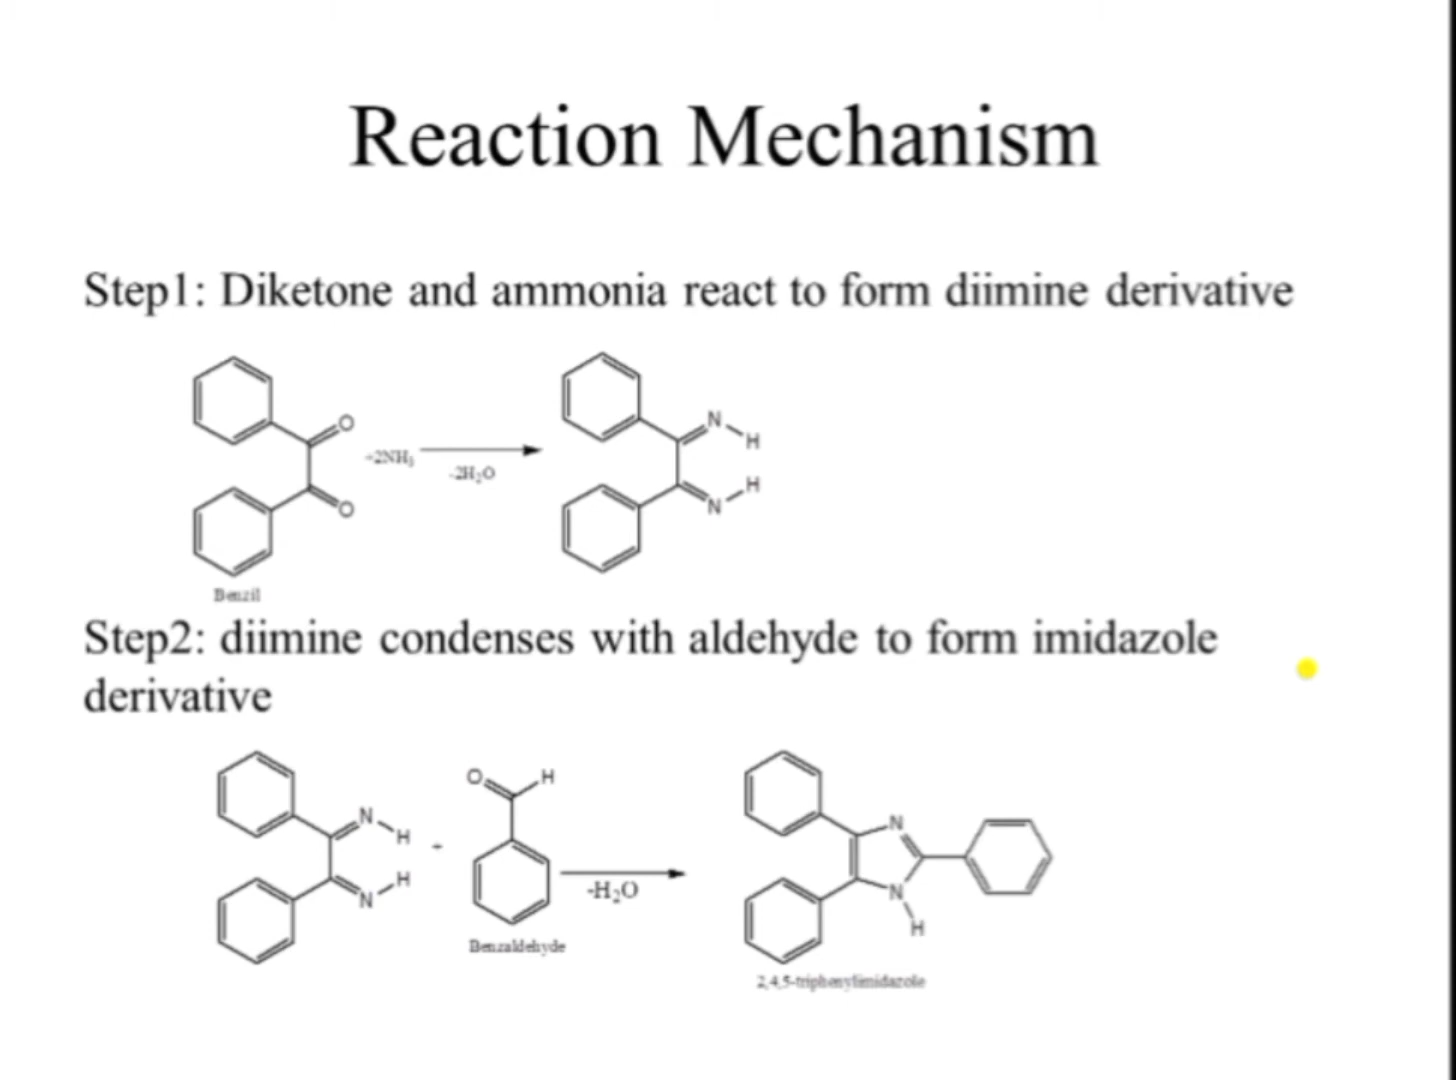 Reaction Mechanism
Step1: Diketone and ammonia react to form diimine derivative
O
N
H
+2NH₃
-2H₂O
H
O
N
Benzil
Step2: diimine condenses with aldehyde to form imidazole
derivative
O H
N
H
N
+
H
N
-H₂O
N
H
Benzaldehyde
2,4,5-triphenylimidazole